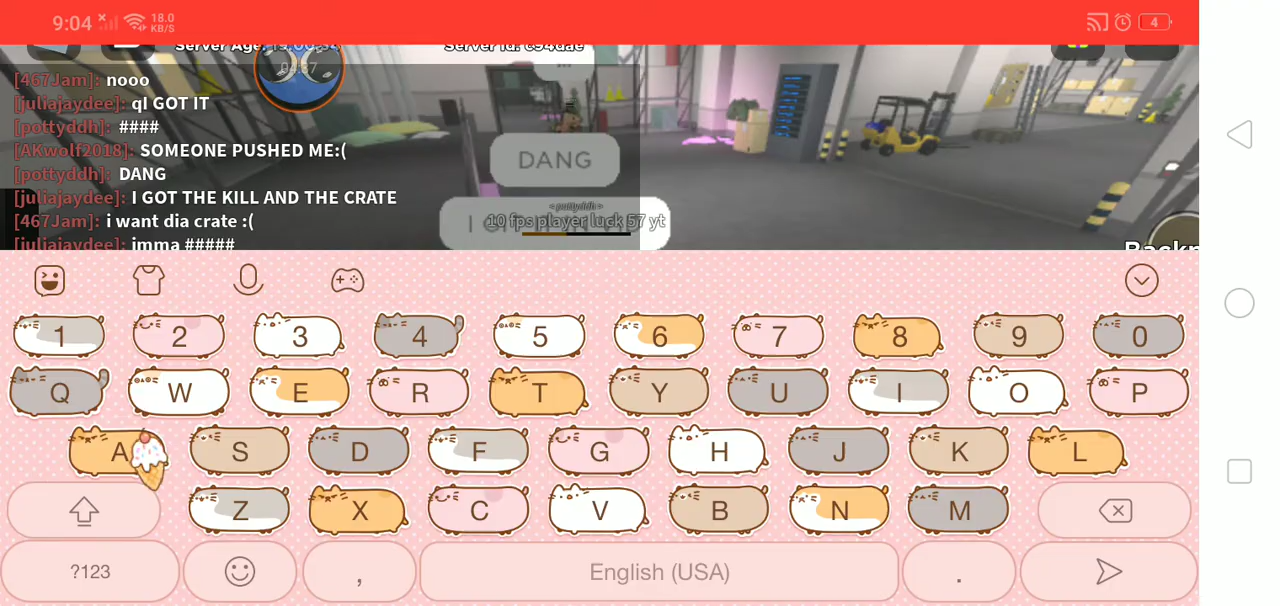 9:04
18.0
KB/S
4
Server id: c94dae
[467Jam]: nooo
[juliajaydee]: qI GOT IT
[pottyddh]: ####
[AKwolf2018]: SOMEONE PUSHED ME:(
[pottyddh]: DANG
[juliajaydee]: I GOT THE KILL AND THE CRATE
[467Jam]: i want dia crate :(
[juliajaydee]: imma #####
DANG
< pottyddh >
10 fps player luck 57 yt
1 2 3 4 5 6 7 8 9 0
Q W E R T Y U I O P
A S D F G H J K L
Z X C V B N M
?123 , English (USA) .